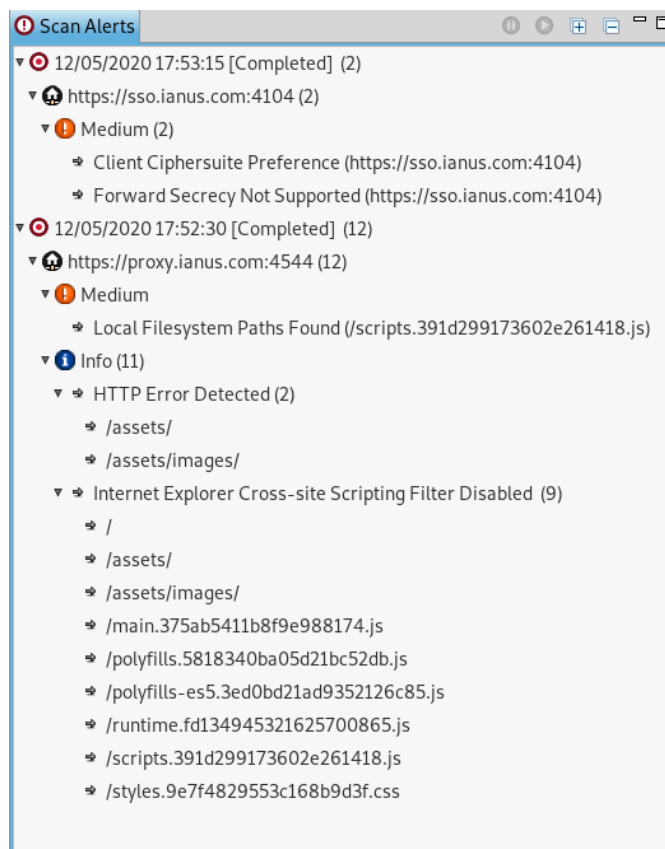 Scan Alerts
12/05/2020 17:53:15 [Completed] (2)
https://sso.ianus.com:4104 (2)
Medium (2)
Client Ciphersuite Preference (https://sso.ianus.com:4104)
Forward Secrecy Not Supported (https://sso.ianus.com:4104)
12/05/2020 17:52:30 [Completed] (12)
https://proxy.ianus.com:4544 (12)
Medium
Local Filesystem Paths Found (/scripts.391d299173602e261418.js)
Info (11)
HTTP Error Detected (2)
/assets/
/assets/images/
Internet Explorer Cross-site Scripting Filter Disabled (9)
/
/assets/
/assets/images/
/main.375ab5411b8f9e988174.js
/polyfills.5818340ba05d21bc52db.js
/polyfills-es5.3ed0bd21ad9352126c85.js
/runtime.fd134945321625700865.js
/scripts.391d299173602e261418.js
/styles.9e7f4829553c168b9d3f.css